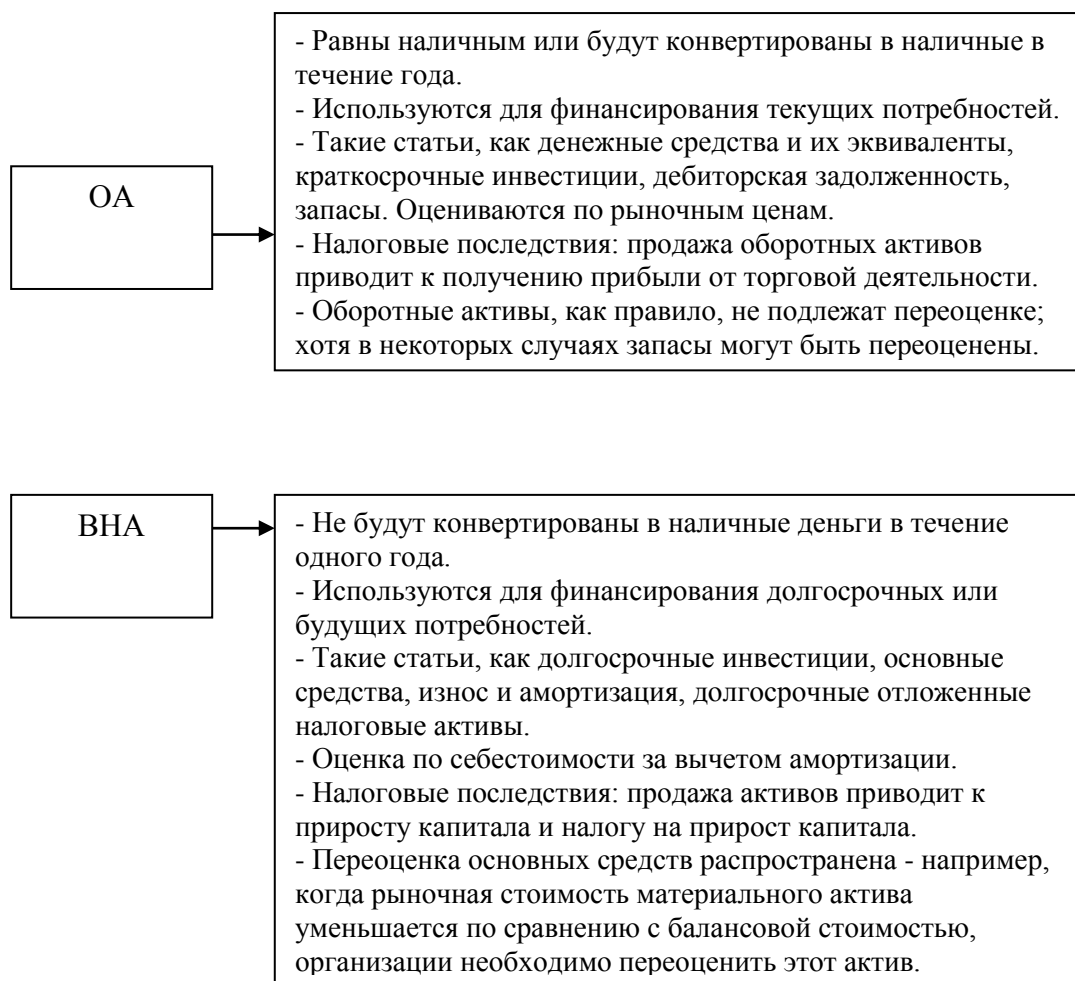 ОА
- Равны наличным или будут конвертированы в наличные в
течение года.
- Используются для финансирования текущих потребностей.
- Такие статьи, как денежные средства и их эквиваленты,
краткосрочные инвестиции, дебиторская задолженность,
запасы. Оцениваются по рыночным ценам.
- Налоговые последствия: продажа оборотных активов
приводит к получению прибыли от торговой деятельности.
- Оборотные активы, как правило, не подлежат переоценке;
хотя в некоторых случаях запасы могут быть переоценены.
ВНА
- Не будут конвертированы в наличные деньги в течение
одного года.
- Используются для финансирования долгосрочных или
будущих потребностей.
- Такие статьи, как долгосрочные инвестиции, основные
средства, износ и амортизация, долгосрочные отложенные
налоговые активы.
- Оценка по себестоимости за вычетом амортизации.
- Налоговые последствия: продажа активов приводит к
приросту капитала и налогу на прирост капитала.
- Переоценка основных средств распространена - например,
когда рыночная стоимость материального актива
уменьшается по сравнению с балансовой стоимостью,
организации необходимо переоценить этот актив.